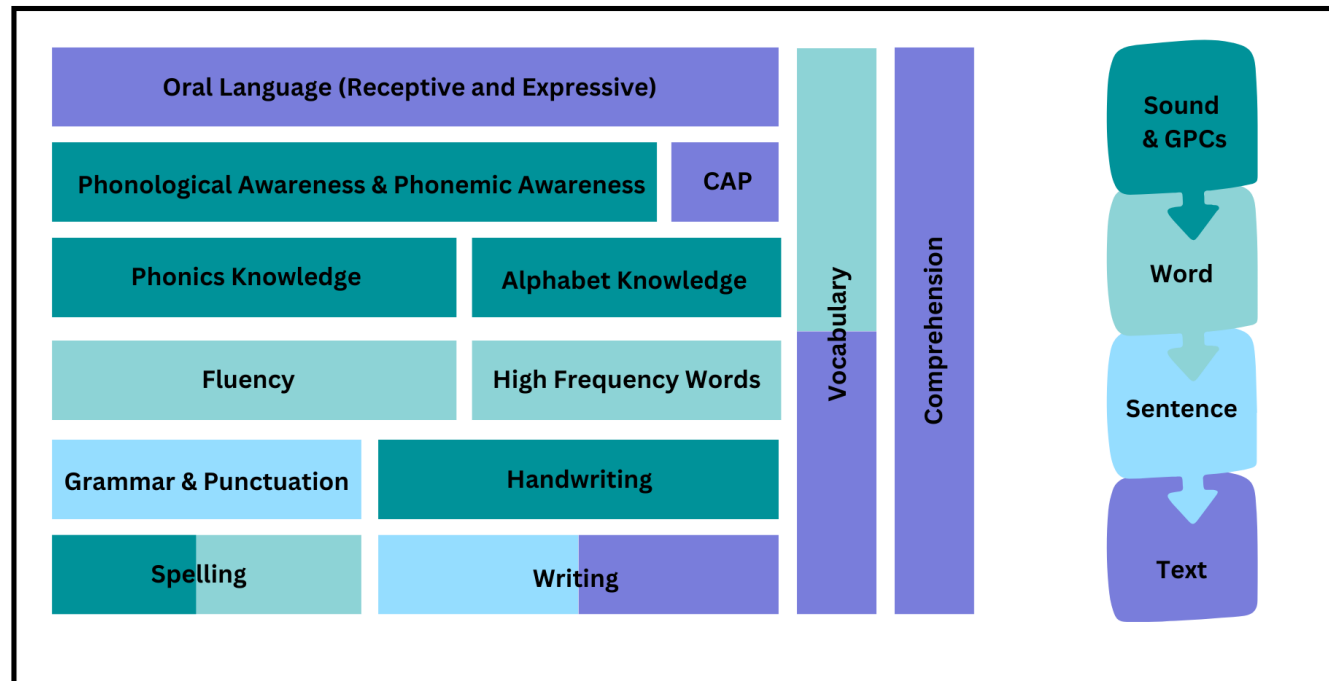 Oral Language (Receptive and Expressive)
Phonological Awareness & Phonemic Awareness
CAP
Phonics Knowledge
Alphabet Knowledge
Fluency
High Frequency Words
Grammar & Punctuation
Handwriting
Spelling
Writing
Vocabulary
Comprehension
Sound
& GPCs
Word
Sentence
Text